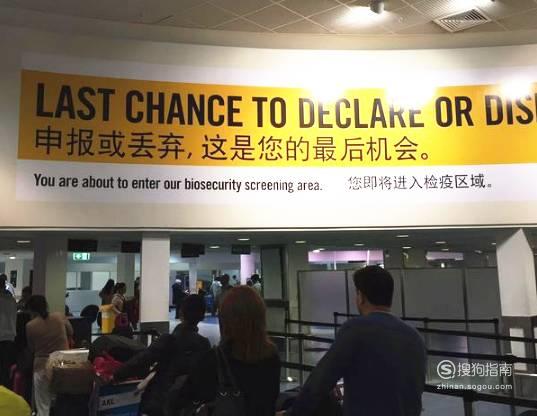 LAST CHANCE TO DECLARE OR DIS
申报或丢弃，这是您的最后机会。
You are about to enter our biosecurity screening area. 您即将进入检疫区域。
AKL
搜狗指南
zhinan.sogou.com